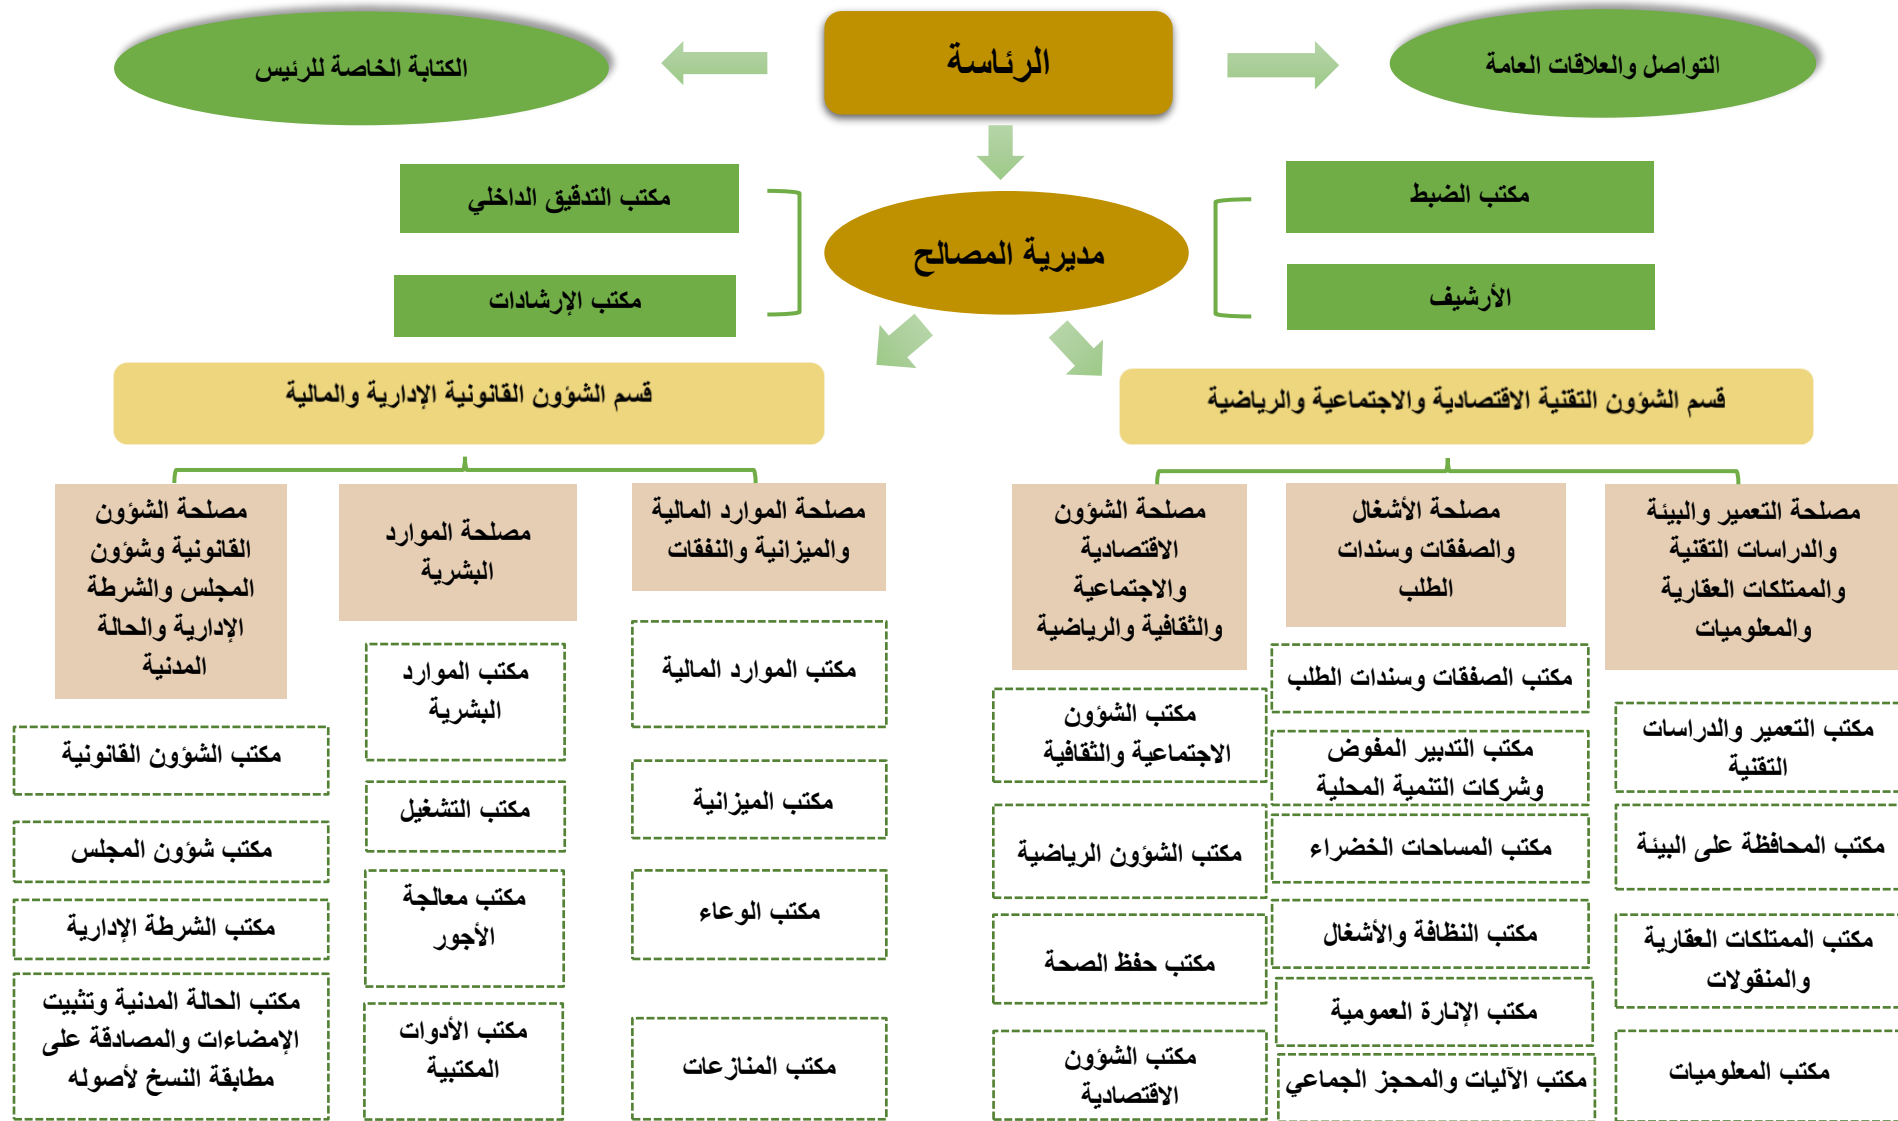 الرئاسة
التواصل والعلاقات العامة
الكتابة الخاصة للرئيس
مديرية المصالح
مكتب الضبط
الأرشيف
مكتب التدقيق الداخلي
مكتب الإرشادات
قسم الشؤون التقنية الاقتصادية والاجتماعية والرياضية
قسم الشؤون القانونية الإدارية والمالية
مصلحة التعمير والبيئة
والدراسات التقنية
والممتلكات العقارية
والمعلوميات
مكتب التعمير والدراسات
التقنية
مكتب المحافظة على البيئة
مكتب الممتلكات العقارية
والمنقولات
مكتب المعلوميات
مصلحة الأشغال
والصفقات وسندات
الطلب
مكتب الصفقات وسندات الطلب
مكتب التدبير المفوض
وشركات التنمية المحلية
مكتب المساحات الخضراء
مكتب النظافة والأشغال
مكتب الإنارة العمومية
مكتب الآليات والمحجز الجماعي
مصلحة الشؤون
الاقتصادية
والاجتماعية
والثقافية والرياضية
مكتب الشؤون
الاجتماعية والثقافية
مكتب الشؤون الرياضية
مكتب حفظ الصحة
مكتب الشؤون
الاقتصادية
مصلحة الموارد المالية
والميزانية والنفقات
مكتب الموارد المالية
مكتب الميزانية
مكتب الوعاء
مكتب المنازعات
مصلحة الموارد
البشرية
مكتب الموارد
البشرية
مكتب التشغيل
مكتب معالجة
الأجور
مكتب الأدوات
المكتبية
مصلحة الشؤون
القانونية وشؤون
المجلس والشرطة
الإدارية والحالة
المدنية
مكتب الشؤون القانونية
مكتب شؤون المجلس
مكتب الشرطة الإدارية
مكتب الحالة المدنية وتثبيت
الإمضاءات والمصادقة على
مطابقة النسخ لأصوله